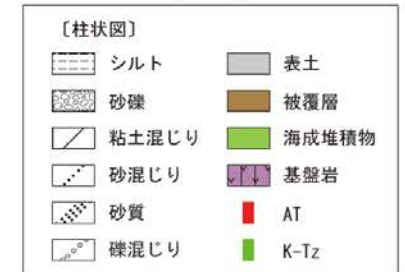 〔柱状図〕
シルト 表土
砂礫 被覆層
粘土混じり 海成堆積物
砂混じり 基盤岩
砂質 AT
礫混じり K-Tz